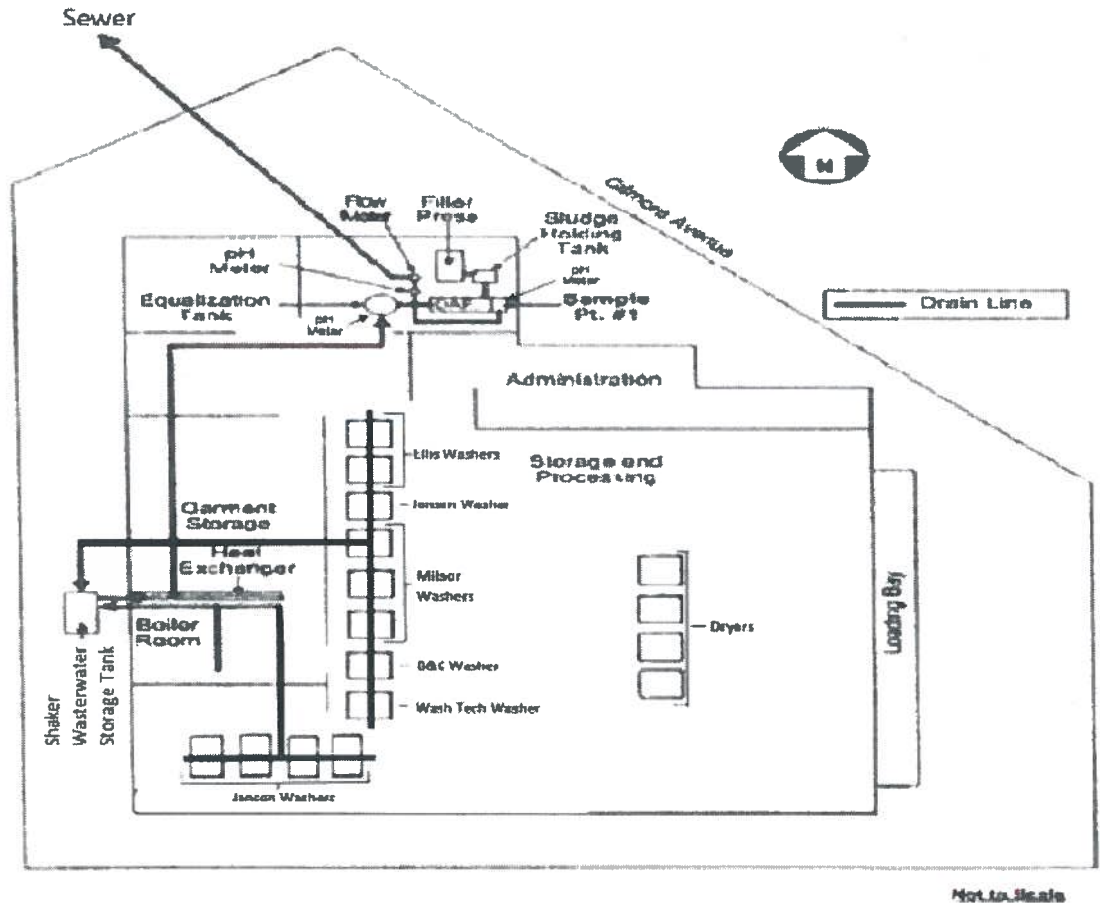 Sewer
N
Flow
Meter
Filter
Press
Sludge
Holding
Tank
pH
Meter
pH
Meter
Equalization
Tank
pH
Meter
DAF
Sample
Pt. #1
Drain Line
Administration
Ellis Washers
Storage and
Processing
Jensen Washer
Garment
Storage
Heat
Exchanger
Milnor
Washers
Dryers
Loading Bay
Boiler
Room
Washer
Wash Tech Washer
Shaker
Wasterwater
Storage Tank
Jensen Washers
Not to Scale